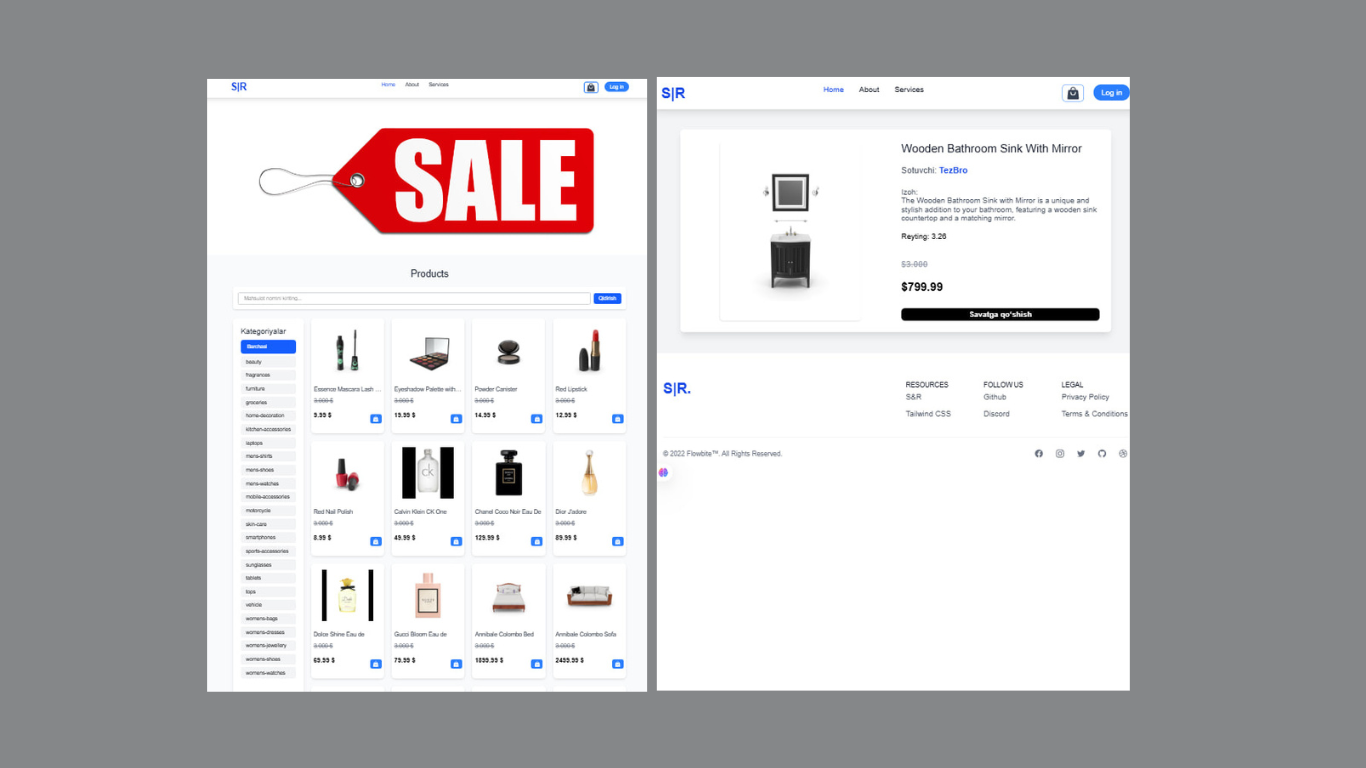 S|R
Home About Services
Log in
SALE
Products
Mahsulot nomini kiriting...
Qidirish
Kategoriyalar
Barchasi
beauty
fragrances
furniture
groceries
home-decoration
kitchen-accessories
laptops
mens-shirts
mens-shoes
mens-watches
mobile-accessories
motorcycle
skin-care
smartphones
sports-accessories
sunglasses
tablets
tops
vehicle
womens-bags
womens-dresses
womens-jewellery
womens-shoes
womens-watches
Essence Mascara Lash ...
3.000 $
9.99 $
Eyeshadow Palette with...
3.000 $
19.99 $
Powder Canister
3.000 $
14.99 $
Red Lipstick
3.000 $
12.99 $
Red Nail Polish
3.000 $
8.99 $
ck
Calvin Klein CK One
3.000 $
49.99 $
Chanel Coco Noir Eau De
3.000 $
129.99 $
Dior J'adore
3.000 $
89.99 $
Dolce Shine Eau de
3.000 $
69.99 $
Gucci Bloom Eau de
3.000 $
79.99 $
Annibale Colombo Bed
3.000 $
1899.99 $
Annibale Colombo Sofa
3.000 $
2499.99 $
S|R
Home About Services
Log in
Wooden Bathroom Sink With Mirror
Sotuvchi: TezBro
Izoh:
The Wooden Bathroom Sink with Mirror is a unique and
stylish addition to your bathroom, featuring a wooden sink
countertop and a matching mirror.
Reyting: 3.26
$3.000
$799.99
Savatga qo'shish
S|R.
RESOURCES
S&R
Tailwind CSS
FOLLOW US
Github
Discord
LEGAL
Privacy Policy
Terms & Conditions
© 2022 Flowbite™. All Rights Reserved.